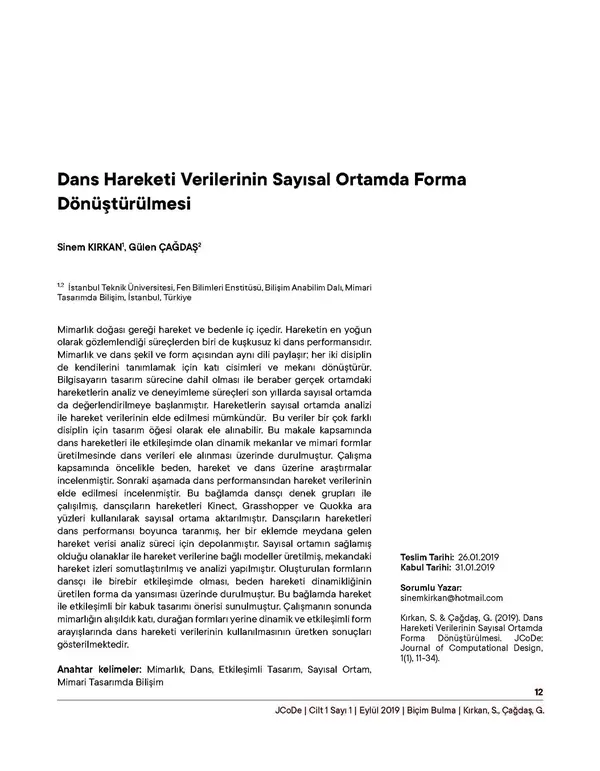 Dans Hareketi Verilerinin Sayısal Ortamda Forma
Dönüştürülmesi
Sinem KIRKAN¹, Gülen ÇAĞDAŞ²
¹,² İstanbul Teknik Üniversitesi, Fen Bilimleri Enstitüsü, Bilişim Anabilim Dalı, Mimari
Tasarımda Bilişim, İstanbul, Türkiye
Mimarlık doğası gereği hareket ve bedenle iç içedir. Hareketin en yoğun
olarak gözlemlendiği süreçlerden biri de kuşkusuz ki dans performansıdır.
Mimarlık ve dans şekil ve form açısından aynı dili paylaşır; her iki disiplin
de kendilerini tanımlamak için katı cisimleri ve mekanı dönüştürür.
Bilgisayarın tasarım sürecine dahil olması ile beraber gerçek ortamdaki
hareketlerin analiz ve deneyimleme süreçleri son yıllarda sayısal ortamda
da değerlendirilmeye başlanmıştır. Hareketlerin sayısal ortamda analizi
ile hareket verilerinin elde edilmesi mümkündür. Bu veriler bir çok farklı
disiplin için tasarım öğesi olarak ele alınabilir. Bu makale kapsamında
dans hareketleri ile etkileşimde olan dinamik mekanlar ve mimari formlar
üretilmesinde dans verileri ele alınması üzerinde durulmuştur. Çalışma
kapsamında öncelikle beden, hareket ve dans üzerine araştırmalar
incelenmiştir. Sonraki aşamada dans performansından hareket verilerinin
elde edilmesi incelenmiştir. Bu bağlamda dansçı denek grupları ile
çalışılmış, dansçıların hareketleri Kinect, Grasshopper ve Quokka ara
yüzleri kullanılarak sayısal ortama aktarılmıştır. Dansçıların hareketleri
dans performansı boyunca taranmış, her bir eklemde meydana gelen
hareket verisi analiz süreci için depolanmıştır. Sayısal ortamın sağlamış
olduğu olanaklar ile hareket verilerine bağlı modeller üretilmiş, mekandaki
hareket izleri somutlaştırılmış ve analizi yapılmıştır. Oluşturulan formların
dansçı ile birebir etkileşimde olması, beden hareketi dinamikliğinin
üretilen forma da yansıması üzerinde durulmuştur. Bu bağlamda hareket
ile etkileşimli bir kabuk tasarımı önerisi sunulmuştur. Çalışmanın sonunda
mimarlığın alışıldık katı, durağan formları yerine dinamik ve etkileşimli form
arayışlarında dans hareketi verilerinin kullanılmasının üretken sonuçları
gösterilmektedir.
Anahtar kelimeler: Mimarlık, Dans, Etkileşimli Tasarım, Sayısal Ortam,
Mimari Tasarımda Bilişim
Teslim Tarihi: 26.01.2019
Kabul Tarihi: 31.01.2019
Sorumlu Yazar:
sinemkirkan@hotmail.com
Kırkan, S. & Çağdaş, G. (2019). Dans
Hareketi Verilerinin Sayısal Ortamda
Forma Dönüştürülmesi. JCoDe:
Journal of Computational Design,
1(1), 11-34).
12
JCoDe | Cilt 1 Sayı 1 | Eylül 2019 | Biçim Bulma | Kırkan, S., Çağdaş, G.